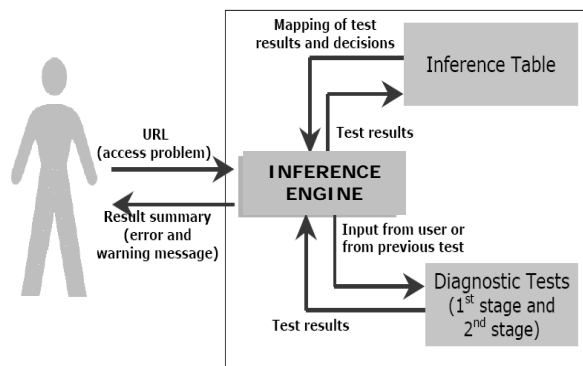 Mapping of test
results and decisions
Inference Table
Test results
URL
(access problem)
INFERENCE
ENGINE
Result summary
(error and
warning message)
Input from user or
from previous test
Diagnostic Tests
(1st stage and
2nd stage)
Test results